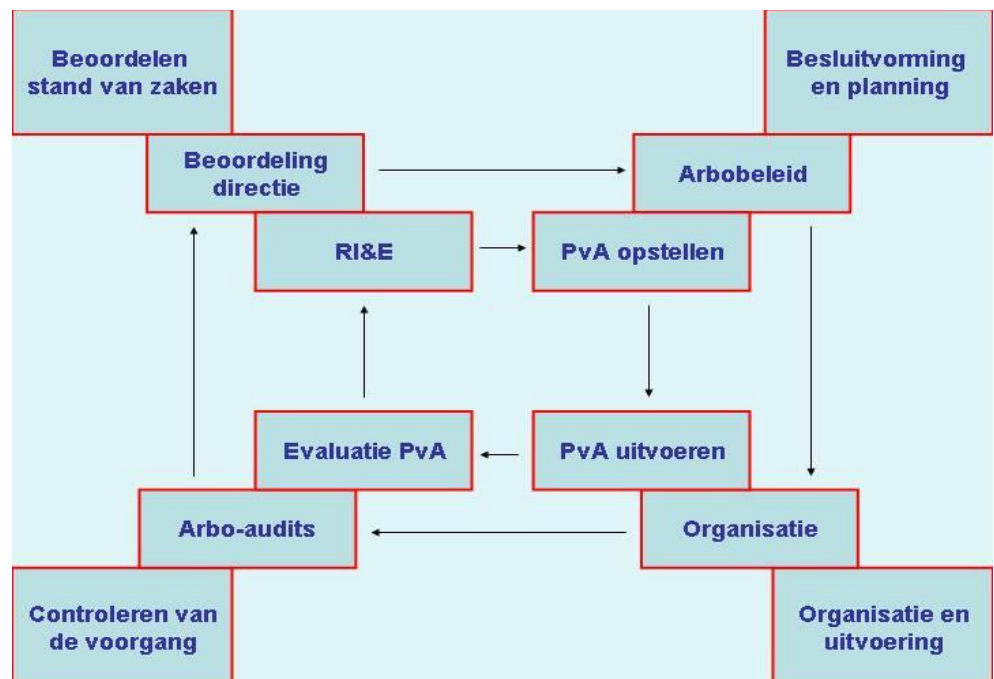 Beoordelen
stand van zaken
Besluitvorming
en planning
Beoordeling
directie
Arbobeleid
RI&E
PvA opstellen
Evaluatie PvA
PvA uitvoeren
Arbo-audits
Organisatie
Controleren van
de voorgang
Organisatie en
uitvoering